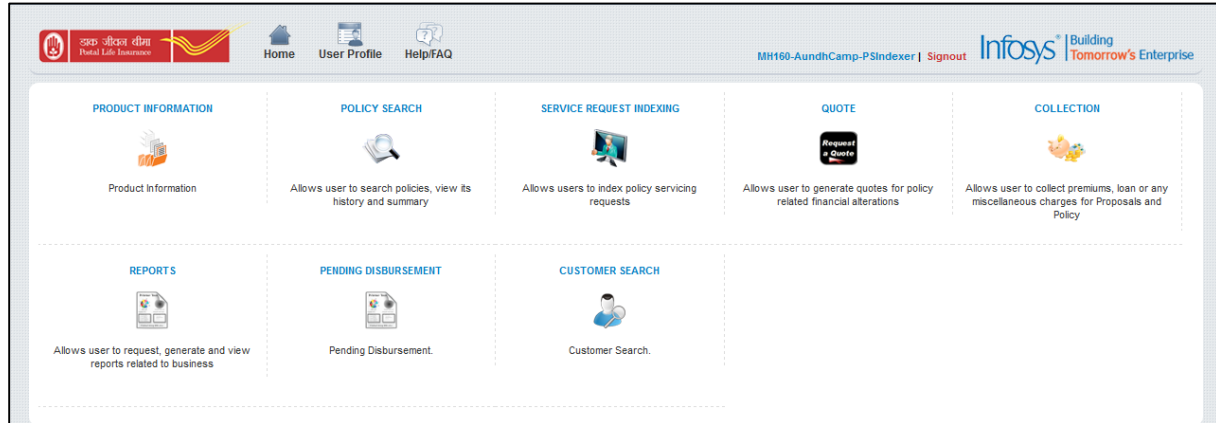 डाक जीवन बीमा
Postal Life Insurance
Home User Profile Help/FAQ
MH160-AundhCamp-PSIndexer | Signout
Infosys® | Building
Tomorrow's Enterprise
PRODUCT INFORMATION
Product Information
POLICY SEARCH
Allows user to search policies, view its
history and summary
SERVICE REQUEST INDEXING
Allows users to index policy servicing
requests
QUOTE
Request
a Quote
Allows user to generate quotes for policy
related financial alterations
COLLECTION
Allows user to collect premiums, loan or any
miscellaneous charges for Proposals and
Policy
REPORTS
Allows user to request, generate and view
reports related to business
PENDING DISBURSEMENT
Pending Disbursement.
CUSTOMER SEARCH
Customer Search.